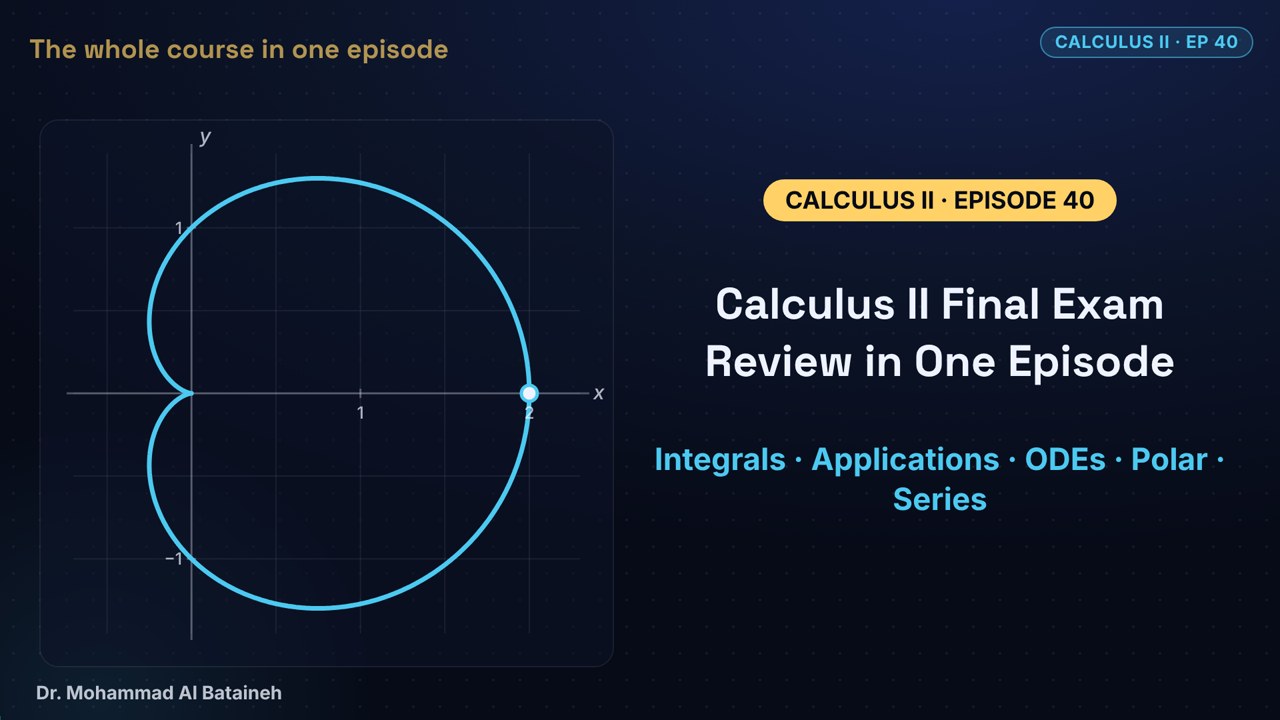 The whole course in one episode
CALCULUS II · EP 40
y
1
x
1
2
−1
CALCULUS II · EPISODE 40
Calculus II Final Exam
Review in One Episode
Integrals · Applications · ODEs · Polar ·
Series
Dr. Mohammad Al Bataineh